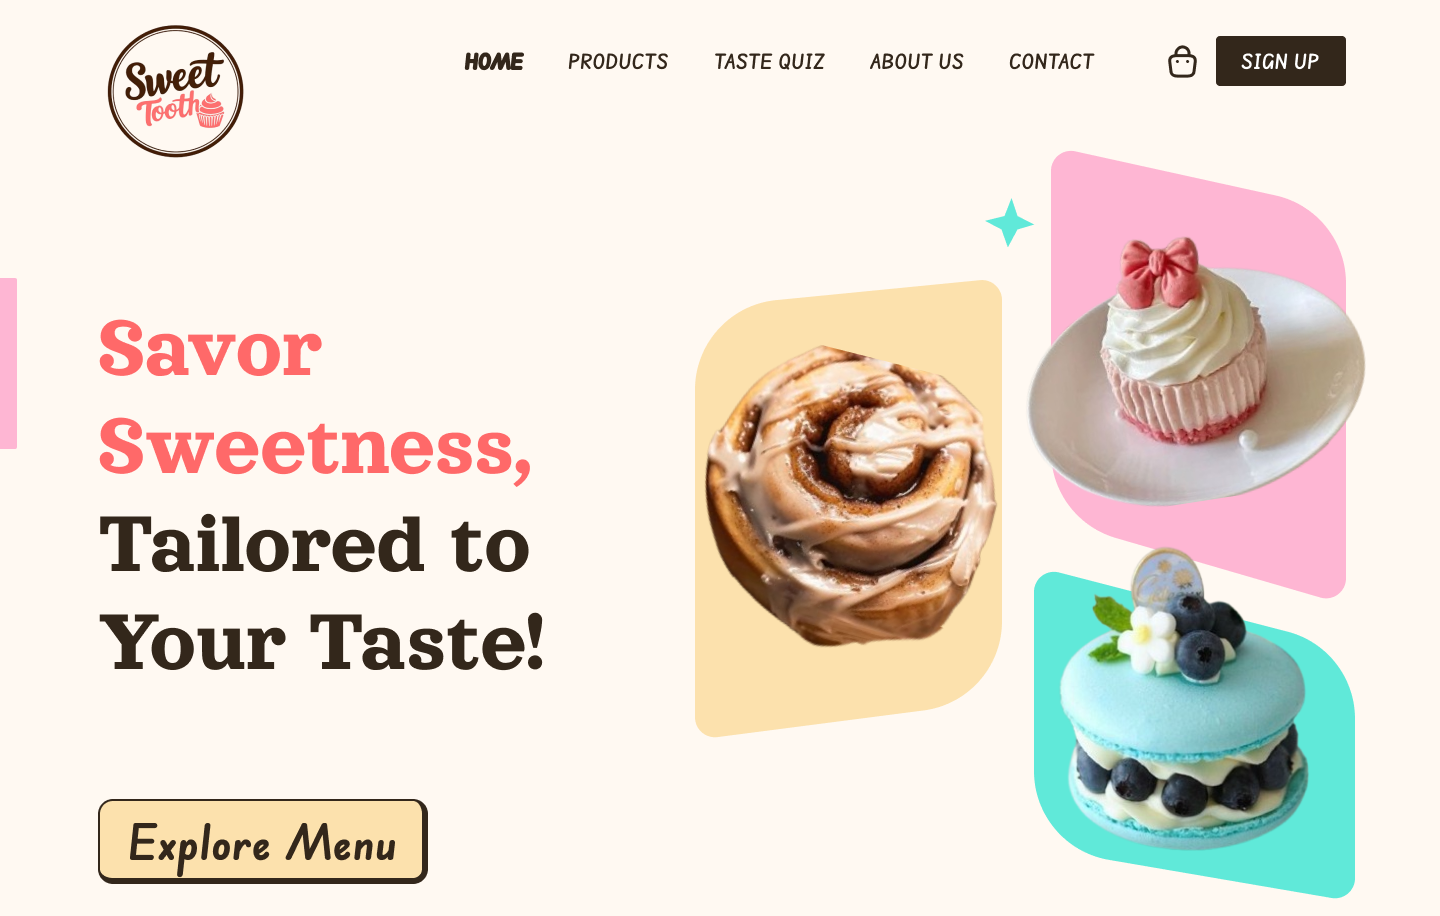 Sweet
Tooth
HOME
PRODUCTS
TASTE QUIZ
ABOUT US
CONTACT
SIGN UP
Savor
Sweetness,
Tailored to
Your Taste!
Explore Menu